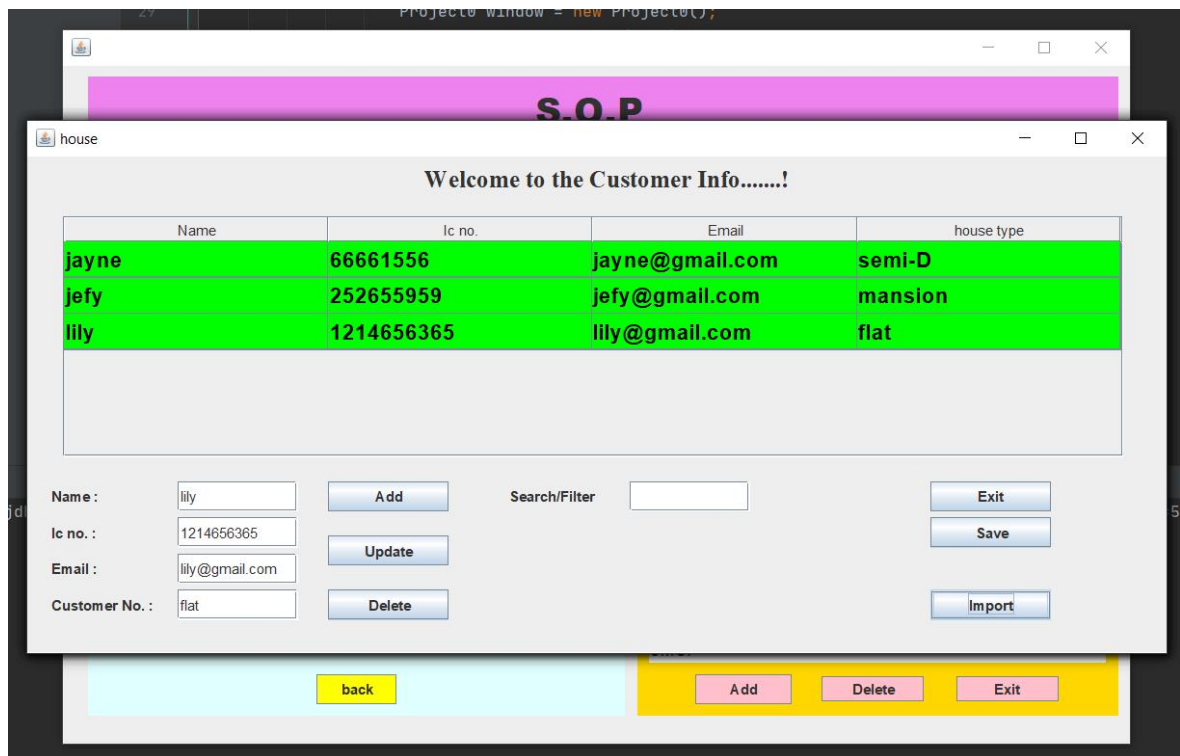 29 Project0 window = new Project0();
S.O.P
house
Welcome to the Customer Info.......!
Name Ic no. Email house type
jayne 66661556 jayne@gmail.com semi-D
jefy 252655959 jefy@gmail.com mansion
lily 1214656365 lily@gmail.com flat
Name : lily Add Search/Filter Exit
Ic no. : 1214656365 Save
Update
Email : lily@gmail.com
Customer No. : flat Delete Import
back Add Delete Exit